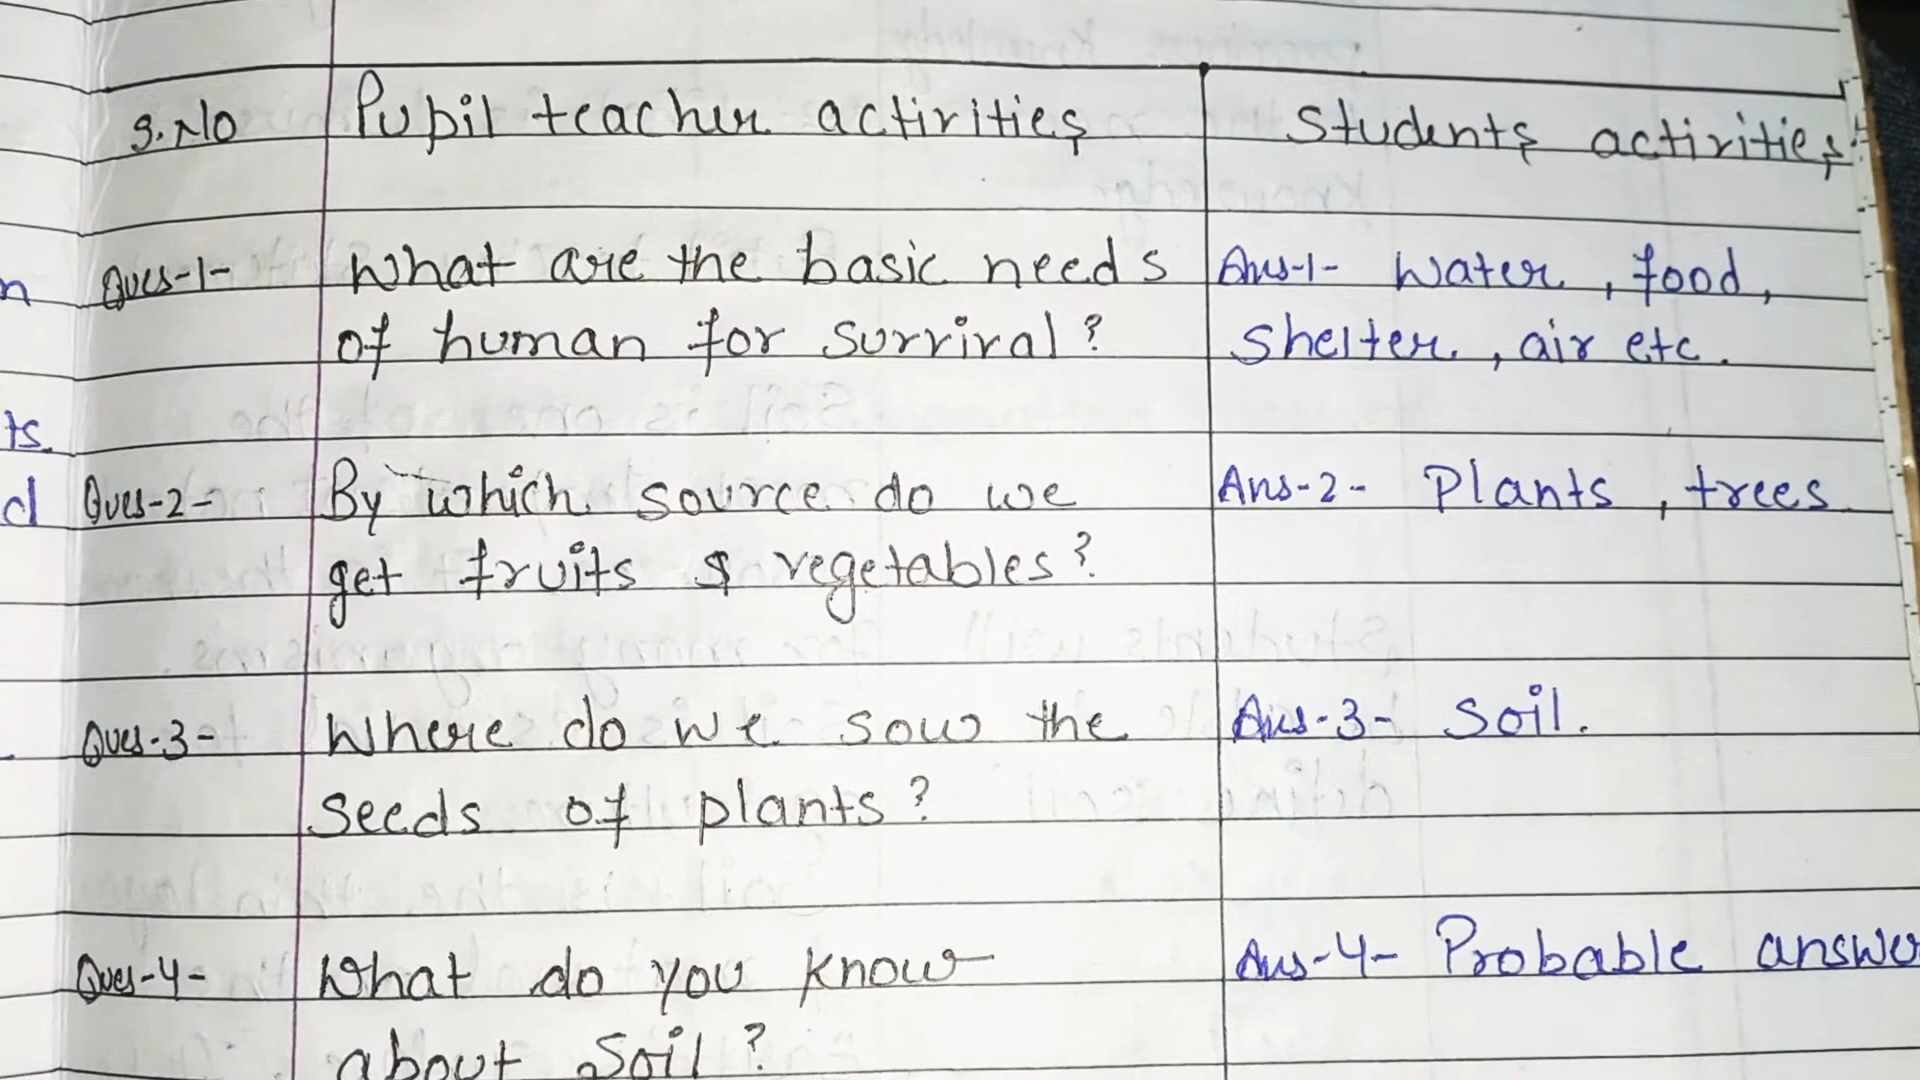 S.No Pupil teacher activities Students activities
n Ques-1- What are the basic needs Ans-1- Water, food,
of human for survival? shelter, air etc.
ts.
d Ques-2- By which source do we Ans-2- Plants, trees
get fruits & vegetables?
Ques-3- Where do we sow the Ans-3- Soil.
seeds of plants?
Ques-4- What do you know Ans-4- Probable answe
about Soil?